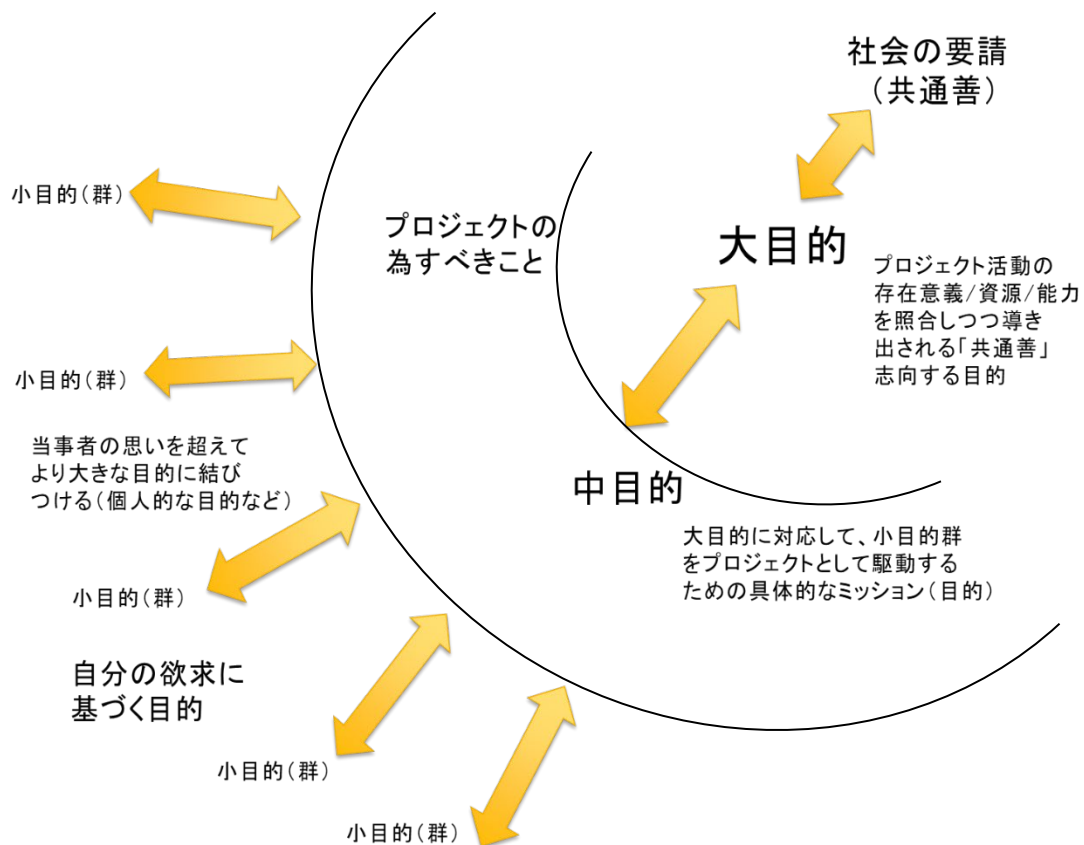 社会の要請
（共通善）
小目的（群）
プロジェクトの
為すべきこと
大目的
プロジェクト活動の
存在意義/資源/能力
を照合しつつ導き
出される「共通善」
志向する目的
小目的（群）
当事者の思いを超えて
より大きな目的に結び
つける（個人的な目的など）
中目的
大目的に対応して、小目的群
をプロジェクトとして駆動する
ための具体的なミッション（目的）
小目的（群）
自分の欲求に
基づく目的
小目的（群）
小目的（群）